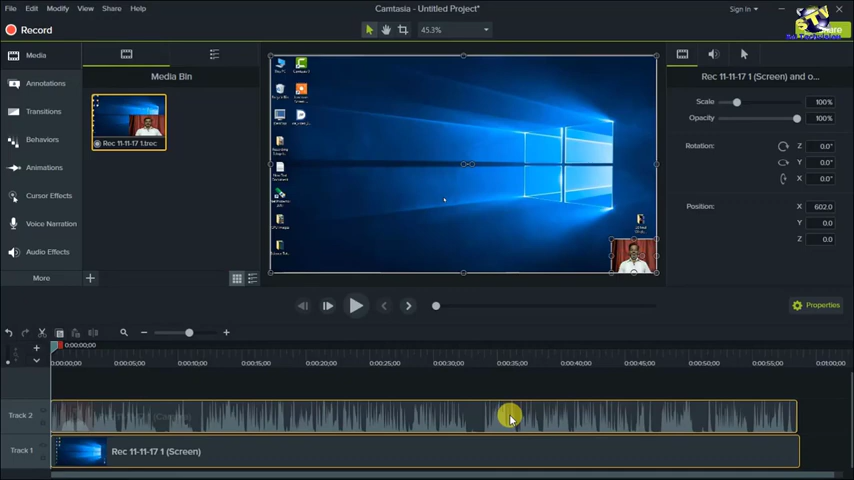 File Edit Modify View Share Help
Camtasia - Untitled Project*
Sign In
Record
45.3%
Media
Annotations
Transitions
Behaviors
Animations
Cursor Effects
Voice Narration
Audio Effects
More
Media Bin
Rec 11-11-17 1.trec
Rec 11-11-17 1 (Screen) and o...
Scale 100%
Opacity 100%
Rotation: Z 0.0°
Y 0.0°
X 0.0°
Position: X 602.0
Y 0.0
Z 0.0
Properties
0:00:00;00
0:00:00;00 0:00:05;00 0:00:10;00 0:00:15;00 0:00:20;00 0:00:25;00 0:00:30;00 0:00:35;00 0:00:40;00 0:00:45;00 0:00:50;00 0:00:55;00 0:01:00;00
Track 2
Track 1
Rec 11-11-17 1 (Screen)